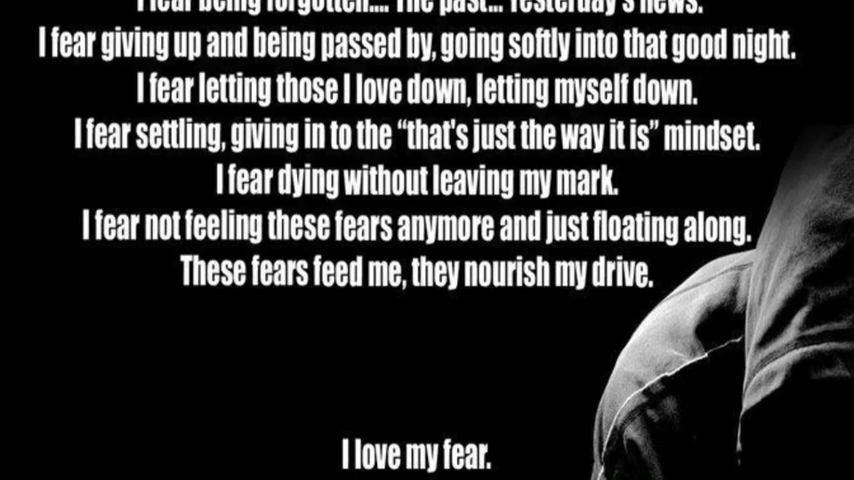 I fear being forgotten.... The past... Yesterday's news.
I fear giving up and being passed by, going softly into that good night.
I fear letting those I love down, letting myself down.
I fear settling, giving in to the “that's just the way it is” mindset.
I fear dying without leaving my mark.
I fear not feeling these fears anymore and just floating along.
These fears feed me, they nourish my drive.
I love my fear.